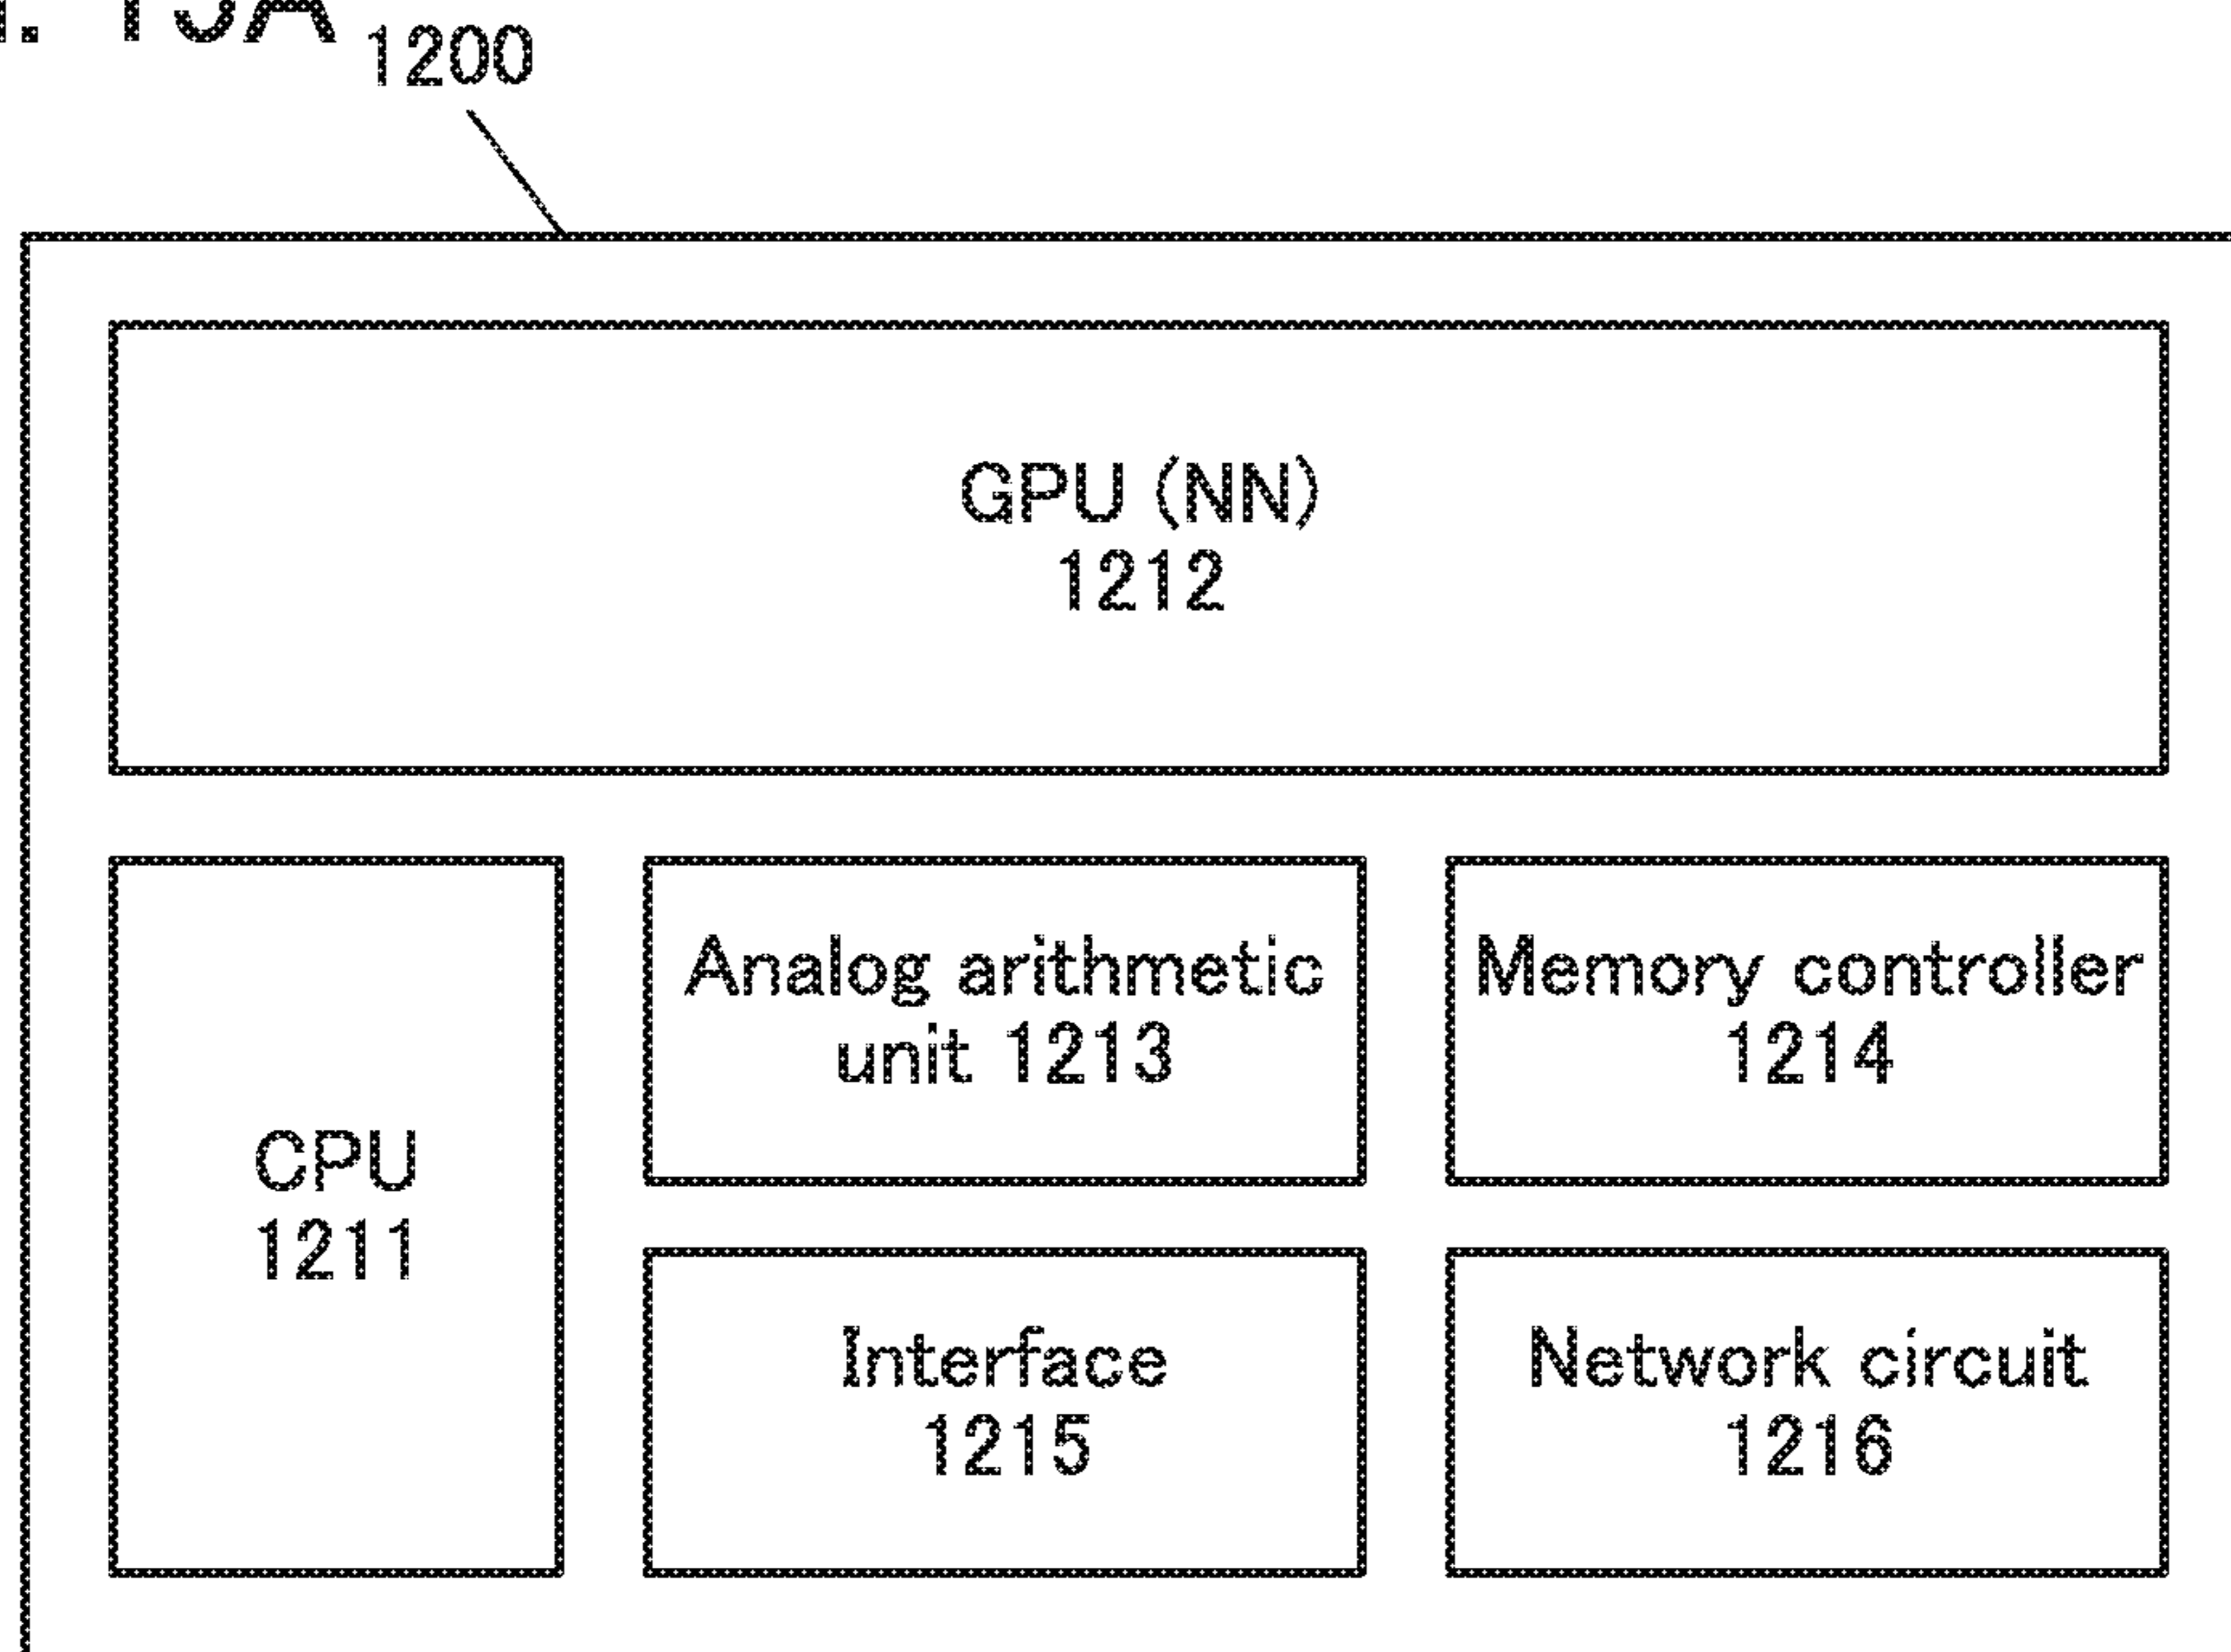 1200
GPU (NN)
1212
Analog arithmetic
unit 1213
Memory controller
1214
CPU
1211
Interface
1215
Network circuit
1216